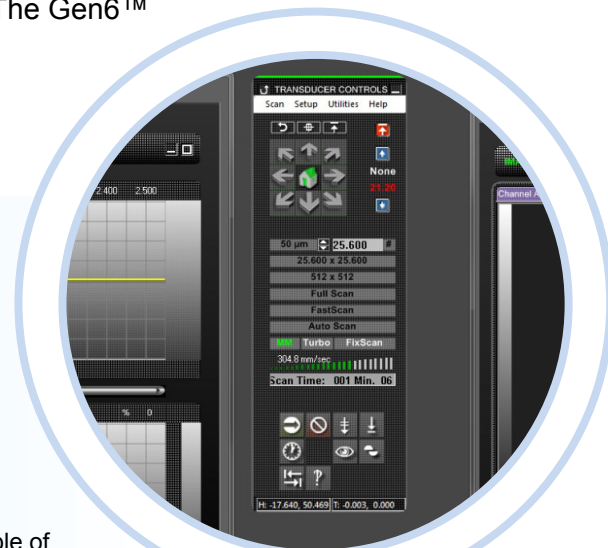 The Gen6™
TRANSDUCER CONTROLS
Scan Setup Utilities Help
None
21.20
2.400 2.500
Channel A
50 µm 25.600 #
25.600 x 25.600
512 x 512
Full Scan
FastScan
Auto Scan
MM Turbo FixScan
304.8 mm/sec
Scan Time: 001 Min. 06
% 0
H: -17.640, 50.469 T: -0.003, 0.000
ple of